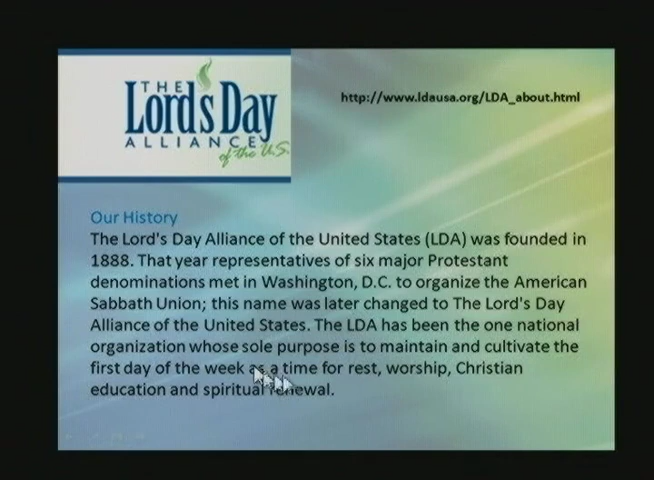 THE
Lord's Day
ALLIANCE
of the U.S.
http://www.ldausa.org/LDA_about.html
Our History
The Lord's Day Alliance of the United States (LDA) was founded in
1888. That year representatives of six major Protestant
denominations met in Washington, D.C. to organize the American
Sabbath Union; this name was later changed to The Lord's Day
Alliance of the United States. The LDA has been the one national
organization whose sole purpose is to maintain and cultivate the
first day of the week as a time for rest, worship, Christian
education and spiritual renewal.